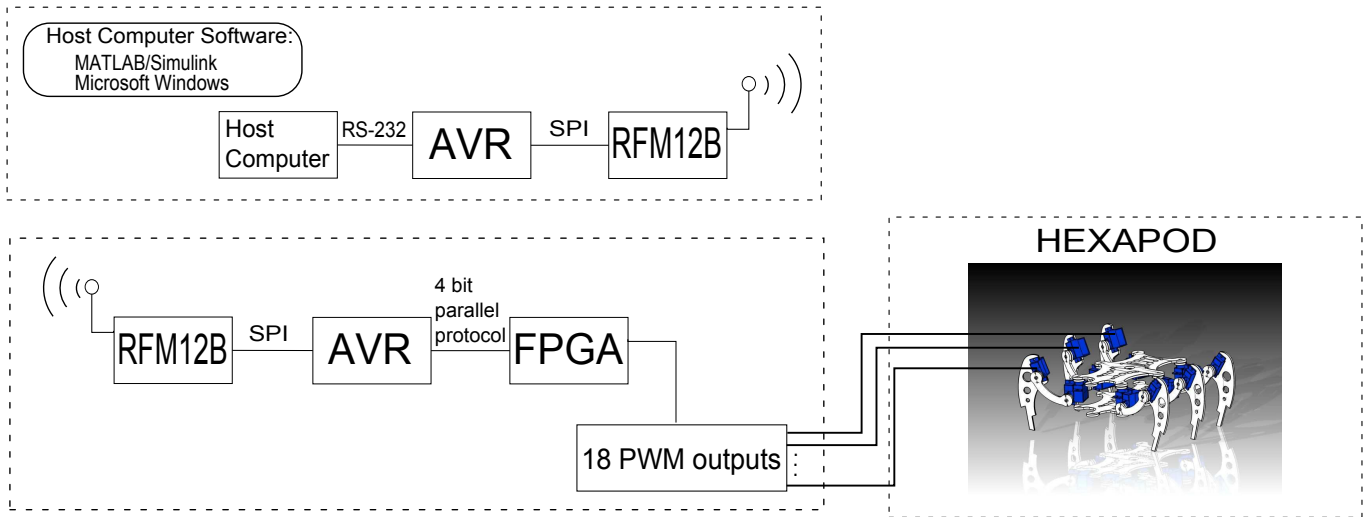 Host Computer Software:
MATLAB/Simulink
Microsoft Windows
Host
Computer
RS-232
AVR
SPI
RFM12B
RFM12B
SPI
AVR
4 bit
parallel
protocol
FPGA
18 PWM outputs
HEXAPOD